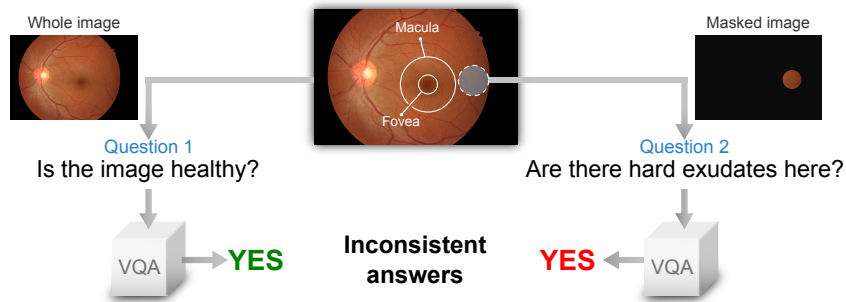 Whole image
Macula
Fovea
Masked image
Question 1
Is the image healthy?
Question 2
Are there hard exudates here?
VQA
YES
Inconsistent
answers
YES
VQA